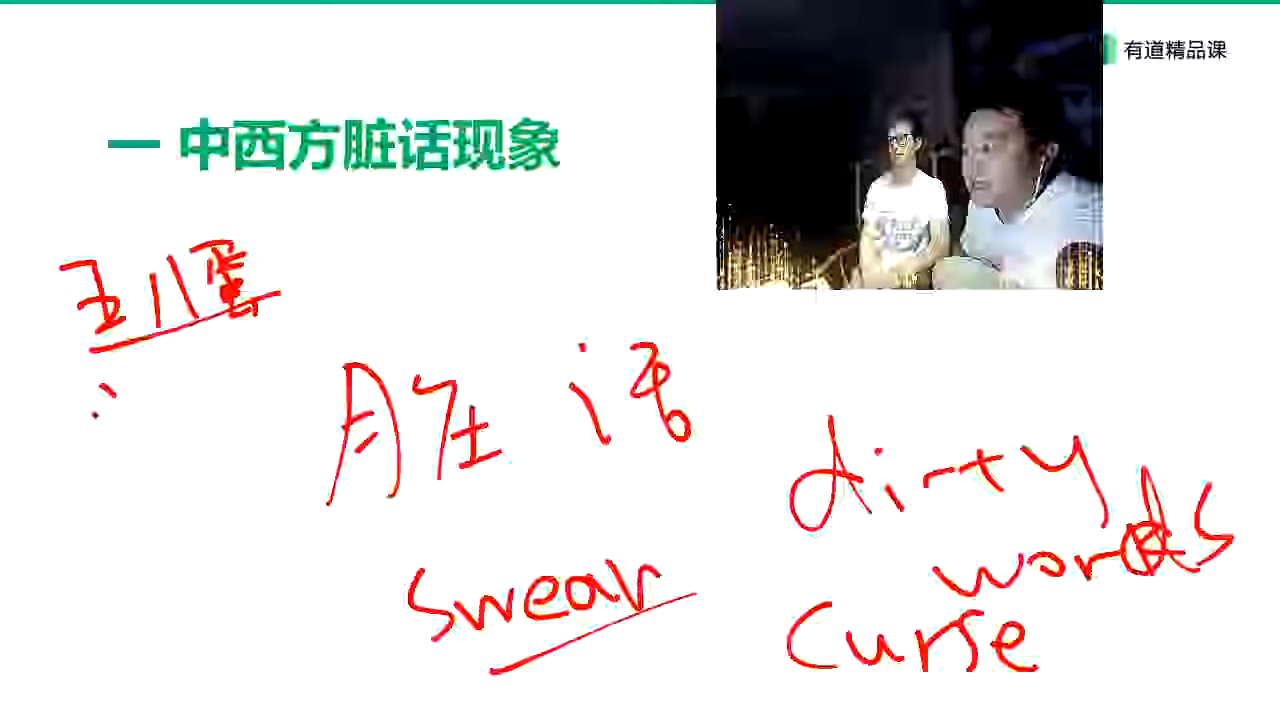 有道精品课
一 中西方脏话现象
王八蛋
脏话
dirty
words
swear
curse